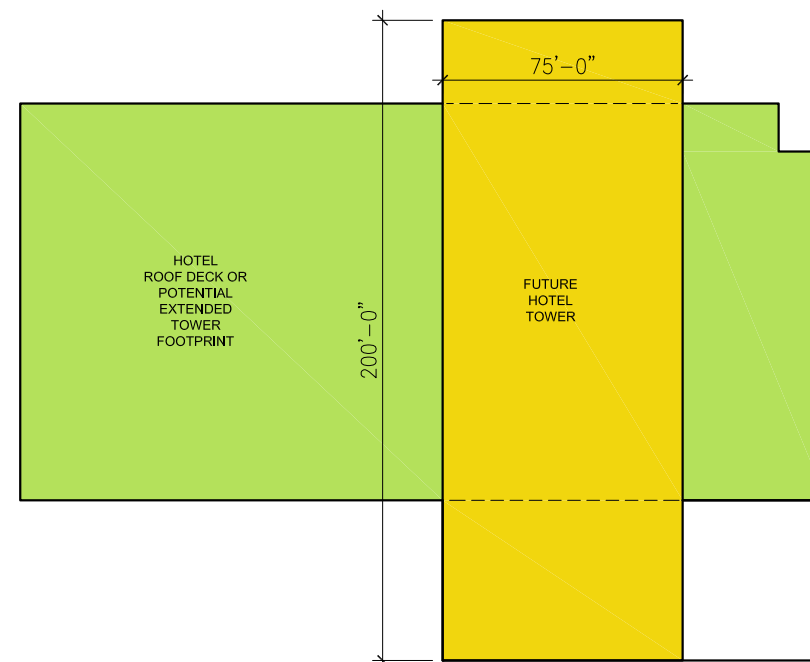 75’-0”
HOTEL
ROOF DECK OR
POTENTIAL
EXTENDED
TOWER
FOOTPRINT
200’-0”
FUTURE
HOTEL
TOWER